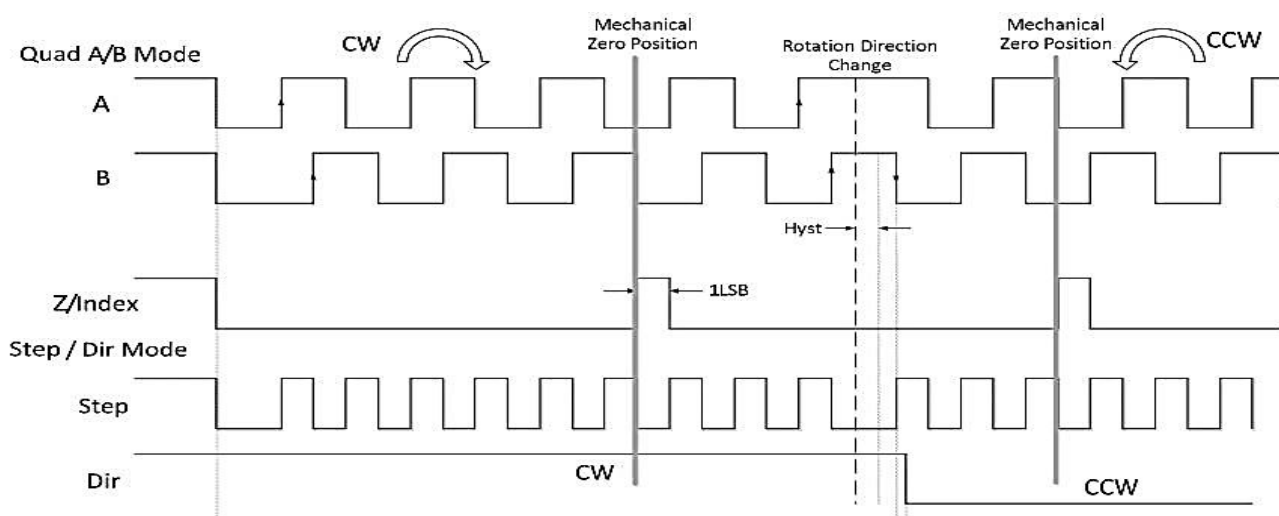 Quad A/B Mode
CW
Mechanical
Zero Position
Rotation Direction
Change
Mechanical
Zero Position
CCW
A
B
Hyst
Z/Index
1LSB
Step / Dir Mode
Step
Dir
CW
CCW